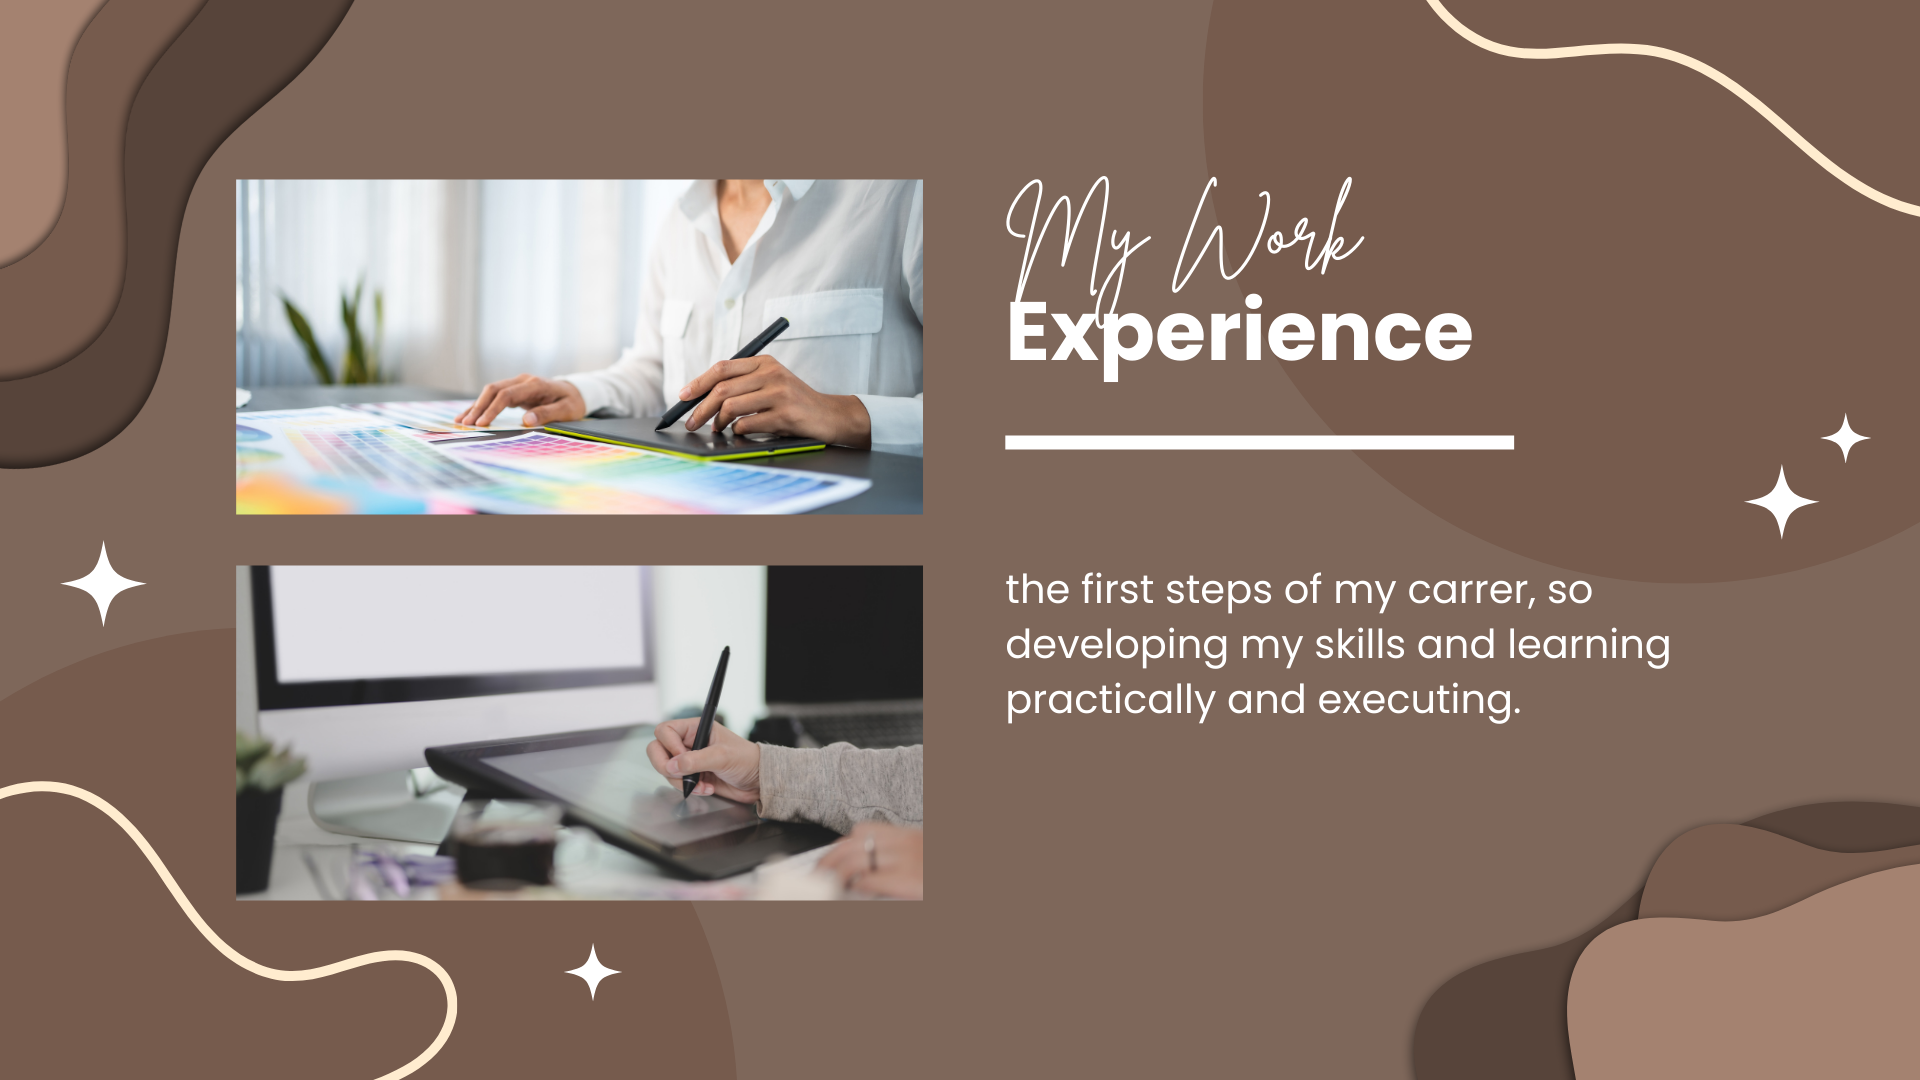 My Work
Experience
the first steps of my carrer, so
developing my skills and learning
practically and executing.